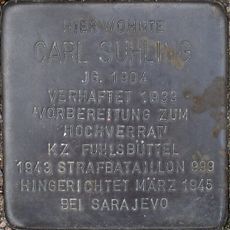 HIER WOHNTE
CARL SUHLING
JG. 1904
VERHAFTET 1933
VORBEREITUNG ZUM
HOCHVERRAT
KZ FUHLSBÜTTEL
1943 STRAFBATAILLON 999
HINGERICHTET MÄRZ 1945
BEI SARAJEVO